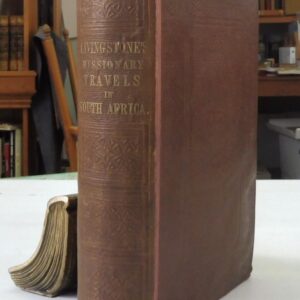 LIVINGSTONE'S
MISSIONARY
TRAVELS
IN
SOUTH AFRICA.